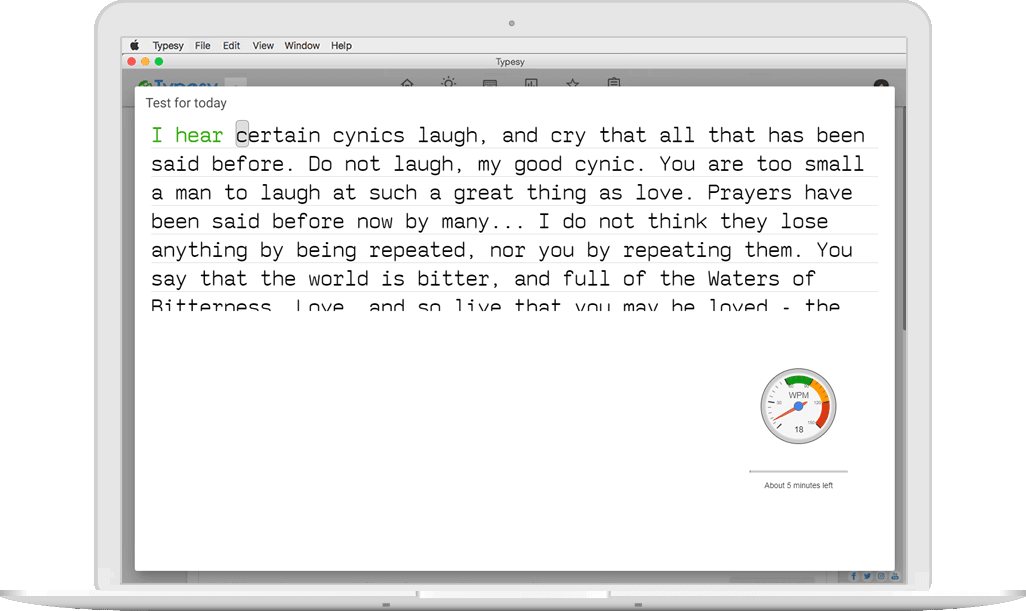 Typesy File Edit View Window Help
Typesy
Typesy
Test for today
I hear certain cynics laugh, and cry that all that has been
said before. Do not laugh, my good cynic. You are too small
a man to laugh at such a great thing as love. Prayers have
been said before now by many... I do not think they lose
anything by being repeated, nor you by repeating them. You
say that the world is bitter, and full of the Waters of
Bitterness. Love, and so live that you may be loved - the
WPM
18
About 5 minutes left